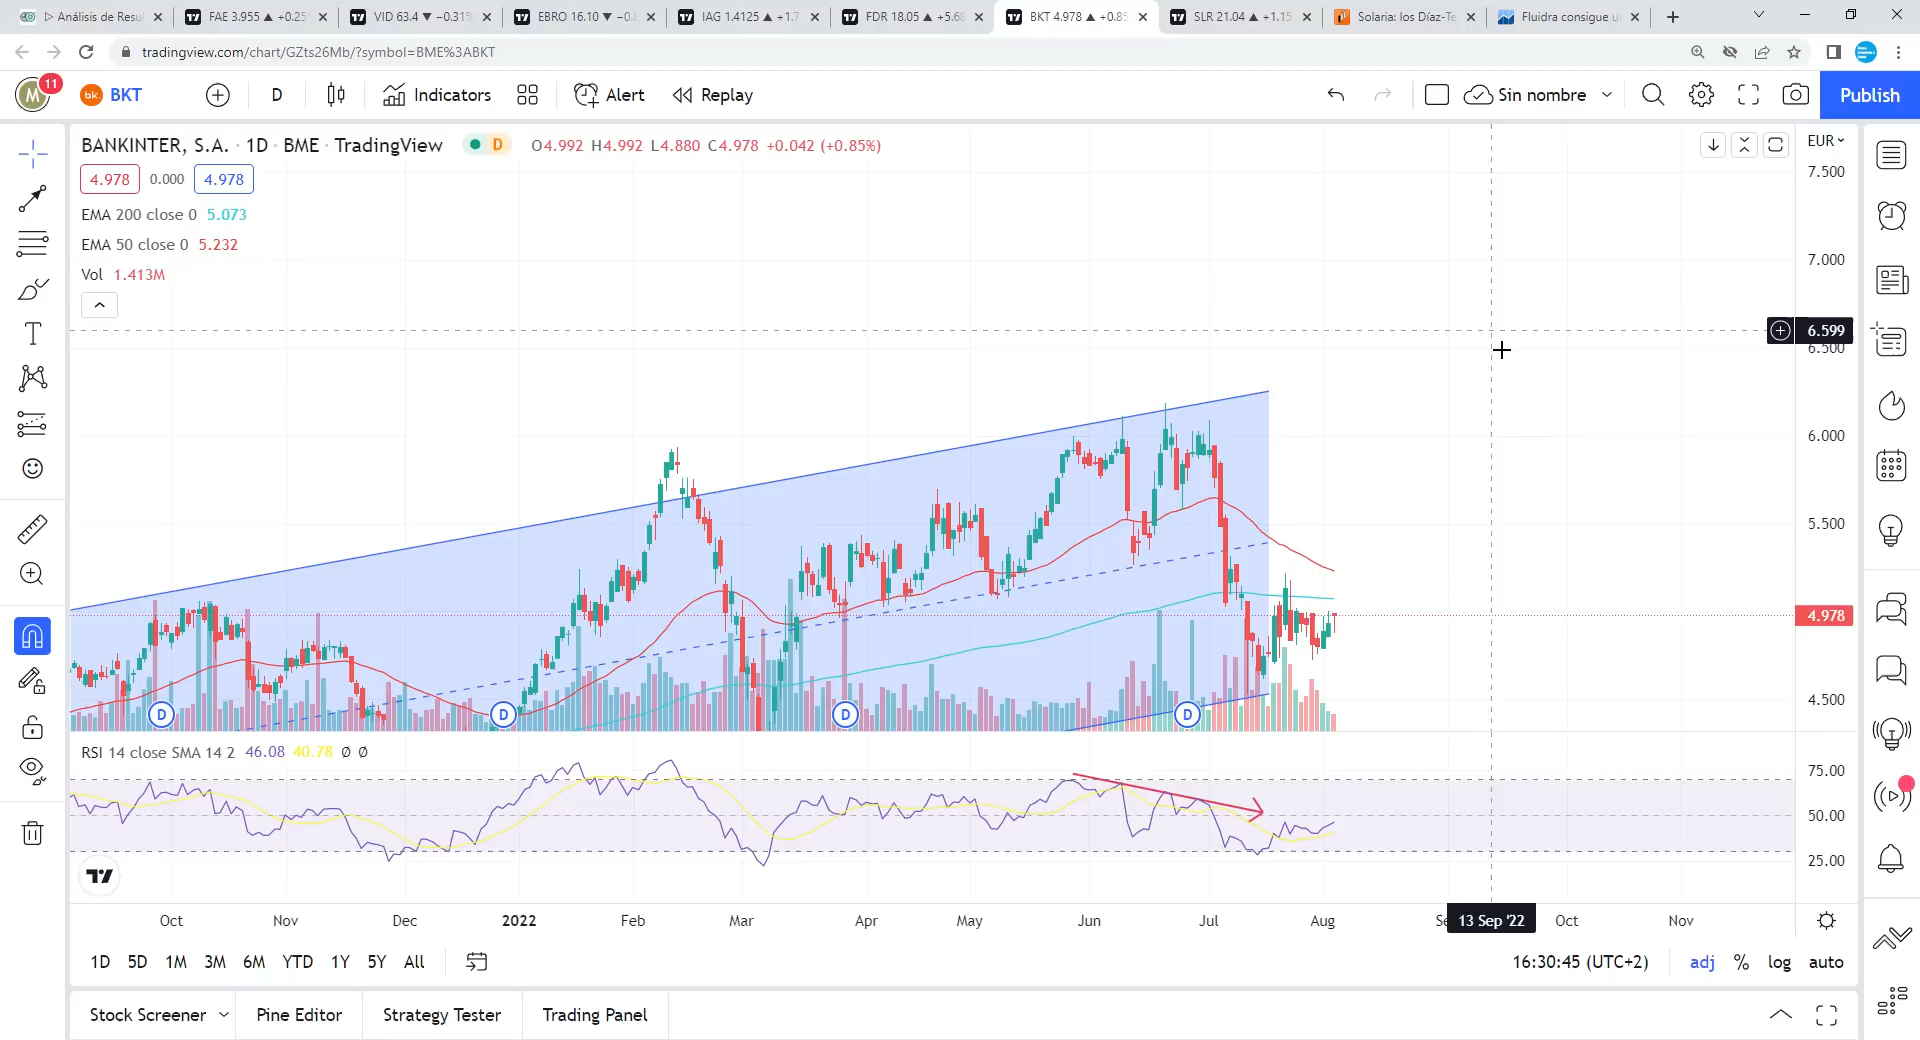 ▷ Análisis de Resul
FAE 3.955 ▲ +0.25
VID 63.4 ▼ −0.31%
EBRO 16.10 ▼ −0.
IAG 1.4125 ▲ +1.7
FDR 18.05 ▲ +5.68
BKT 4.978 ▲ +0.85
SLR 21.04 ▲ +1.15
Solaria: los Díaz-Te
Fluidra consigue u
tradingview.com/chart/GZts26Mb/?symbol=BME%3ABKT
M
11
bk
BKT
D
Indicators
Alert
Replay
Sin nombre
Publish
BANKINTER, S.A. · 1D · BME · TradingView
D
O4.992 H4.992 L4.880 C4.978 +0.042 (+0.85%)
EUR
4.978
0.000
4.978
EMA 200 close 0 5.073
EMA 50 close 0 5.232
Vol 1.413M
7.500
7.000
6.599
6.500
6.000
5.500
4.978
4.500
D
D
D
D
RSI 14 close SMA 14 2 46.08 40.78 Ø Ø
75.00
50.00
25.00
Oct
Nov
Dec
2022
Feb
Mar
Apr
May
Jun
Jul
Aug
Se
13 Sep '22
Oct
Nov
1D
5D
1M
3M
6M
YTD
1Y
5Y
All
16:30:45 (UTC+2)
adj
%
log
auto
Stock Screener
Pine Editor
Strategy Tester
Trading Panel